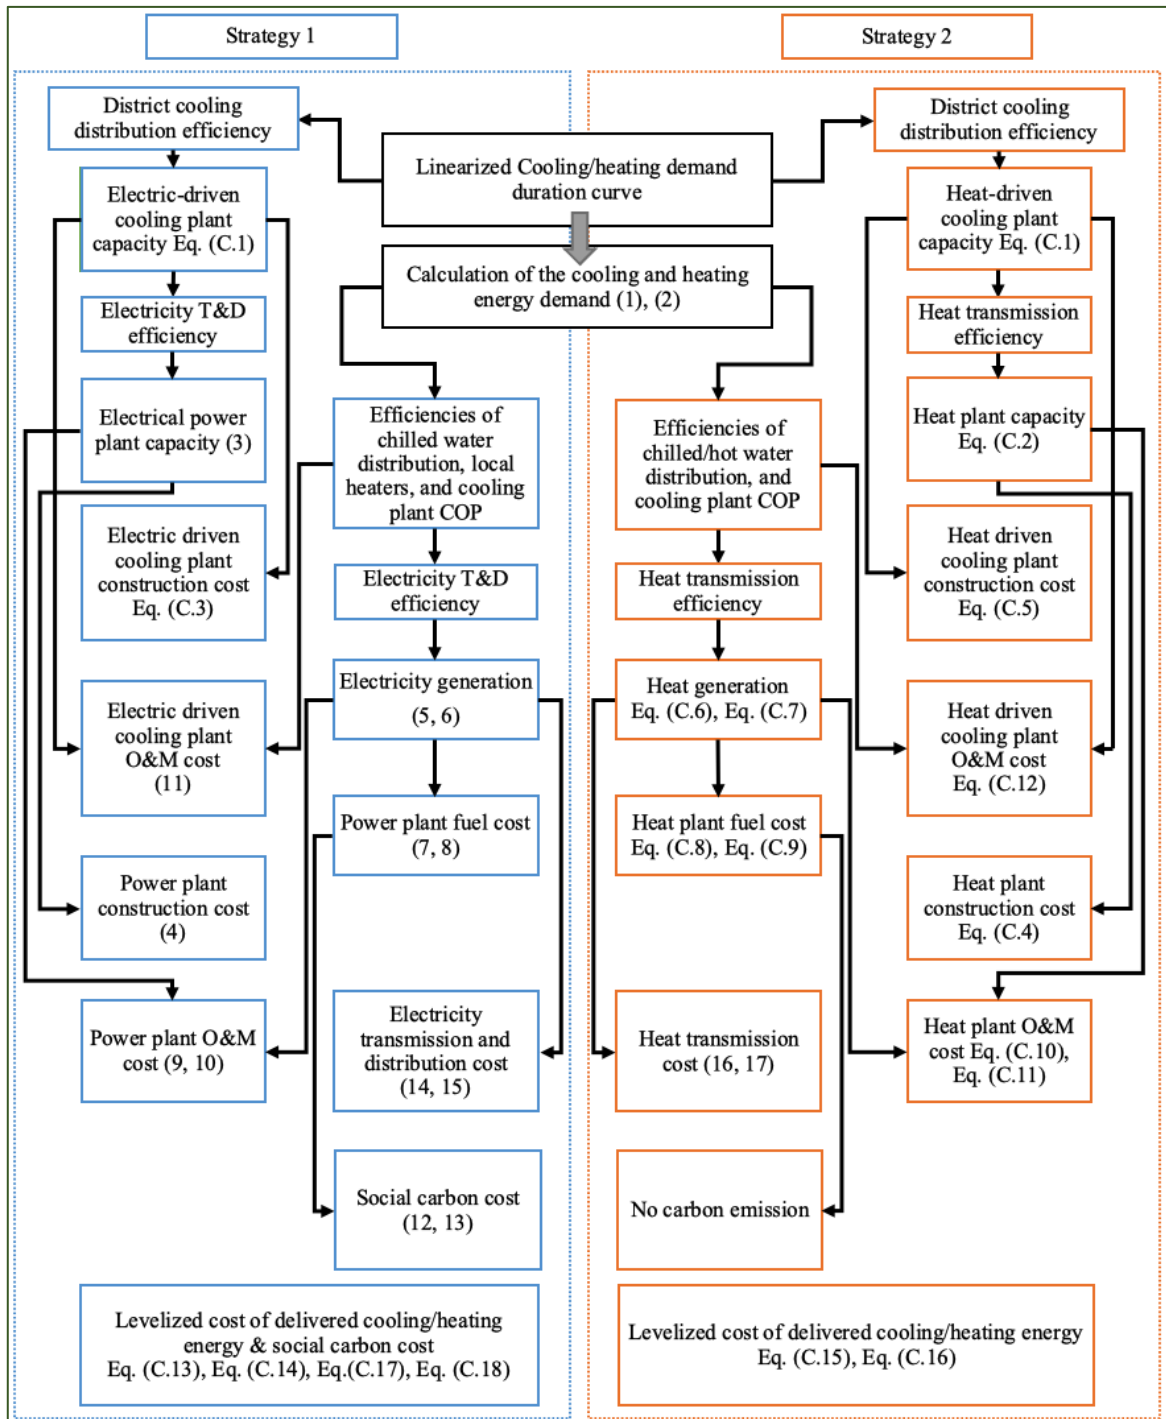 Strategy 1
Strategy 2
District cooling
distribution efficiency
Linearized Cooling/heating demand
duration curve
District cooling
distribution efficiency
Electric-driven
cooling plant
capacity Eq. (C.1)
Calculation of the cooling and heating
energy demand (1), (2)
Heat-driven
cooling plant
capacity Eq. (C.1)
Electricity T&D
efficiency
Heat transmission
efficiency
Electrical power
plant capacity (3)
Efficiencies of
chilled water
distribution, local
heaters, and cooling
plant COP
Efficiencies of
chilled/hot water
distribution, and
cooling plant COP
Heat plant capacity
Eq. (C.2)
Electric driven
cooling plant
construction cost
Eq. (C.3)
Electricity T&D
efficiency
Heat transmission
efficiency
Heat driven
cooling plant
construction cost
Eq. (C.5)
Electric driven
cooling plant
O&M cost
(11)
Electricity generation
(5, 6)
Heat generation
Eq. (C.6), Eq. (C.7)
Heat driven
cooling plant
O&M cost
Eq. (C.12)
Power plant fuel cost
(7, 8)
Heat plant fuel cost
Eq. (C.8), Eq. (C.9)
Power plant
construction cost
(4)
Heat plant
construction cost
Eq. (C.4)
Power plant O&M
cost (9, 10)
Electricity
transmission and
distribution cost
(14, 15)
Heat transmission
cost (16, 17)
Heat plant O&M
cost Eq. (C.10),
Eq. (C.11)
Social carbon cost
(12, 13)
No carbon emission
Levelized cost of delivered cooling/heating
energy & social carbon cost
Eq. (C.13), Eq. (C.14), Eq.(C.17), Eq. (C.18)
Levelized cost of delivered cooling/heating energy
Eq. (C.15), Eq. (C.16)